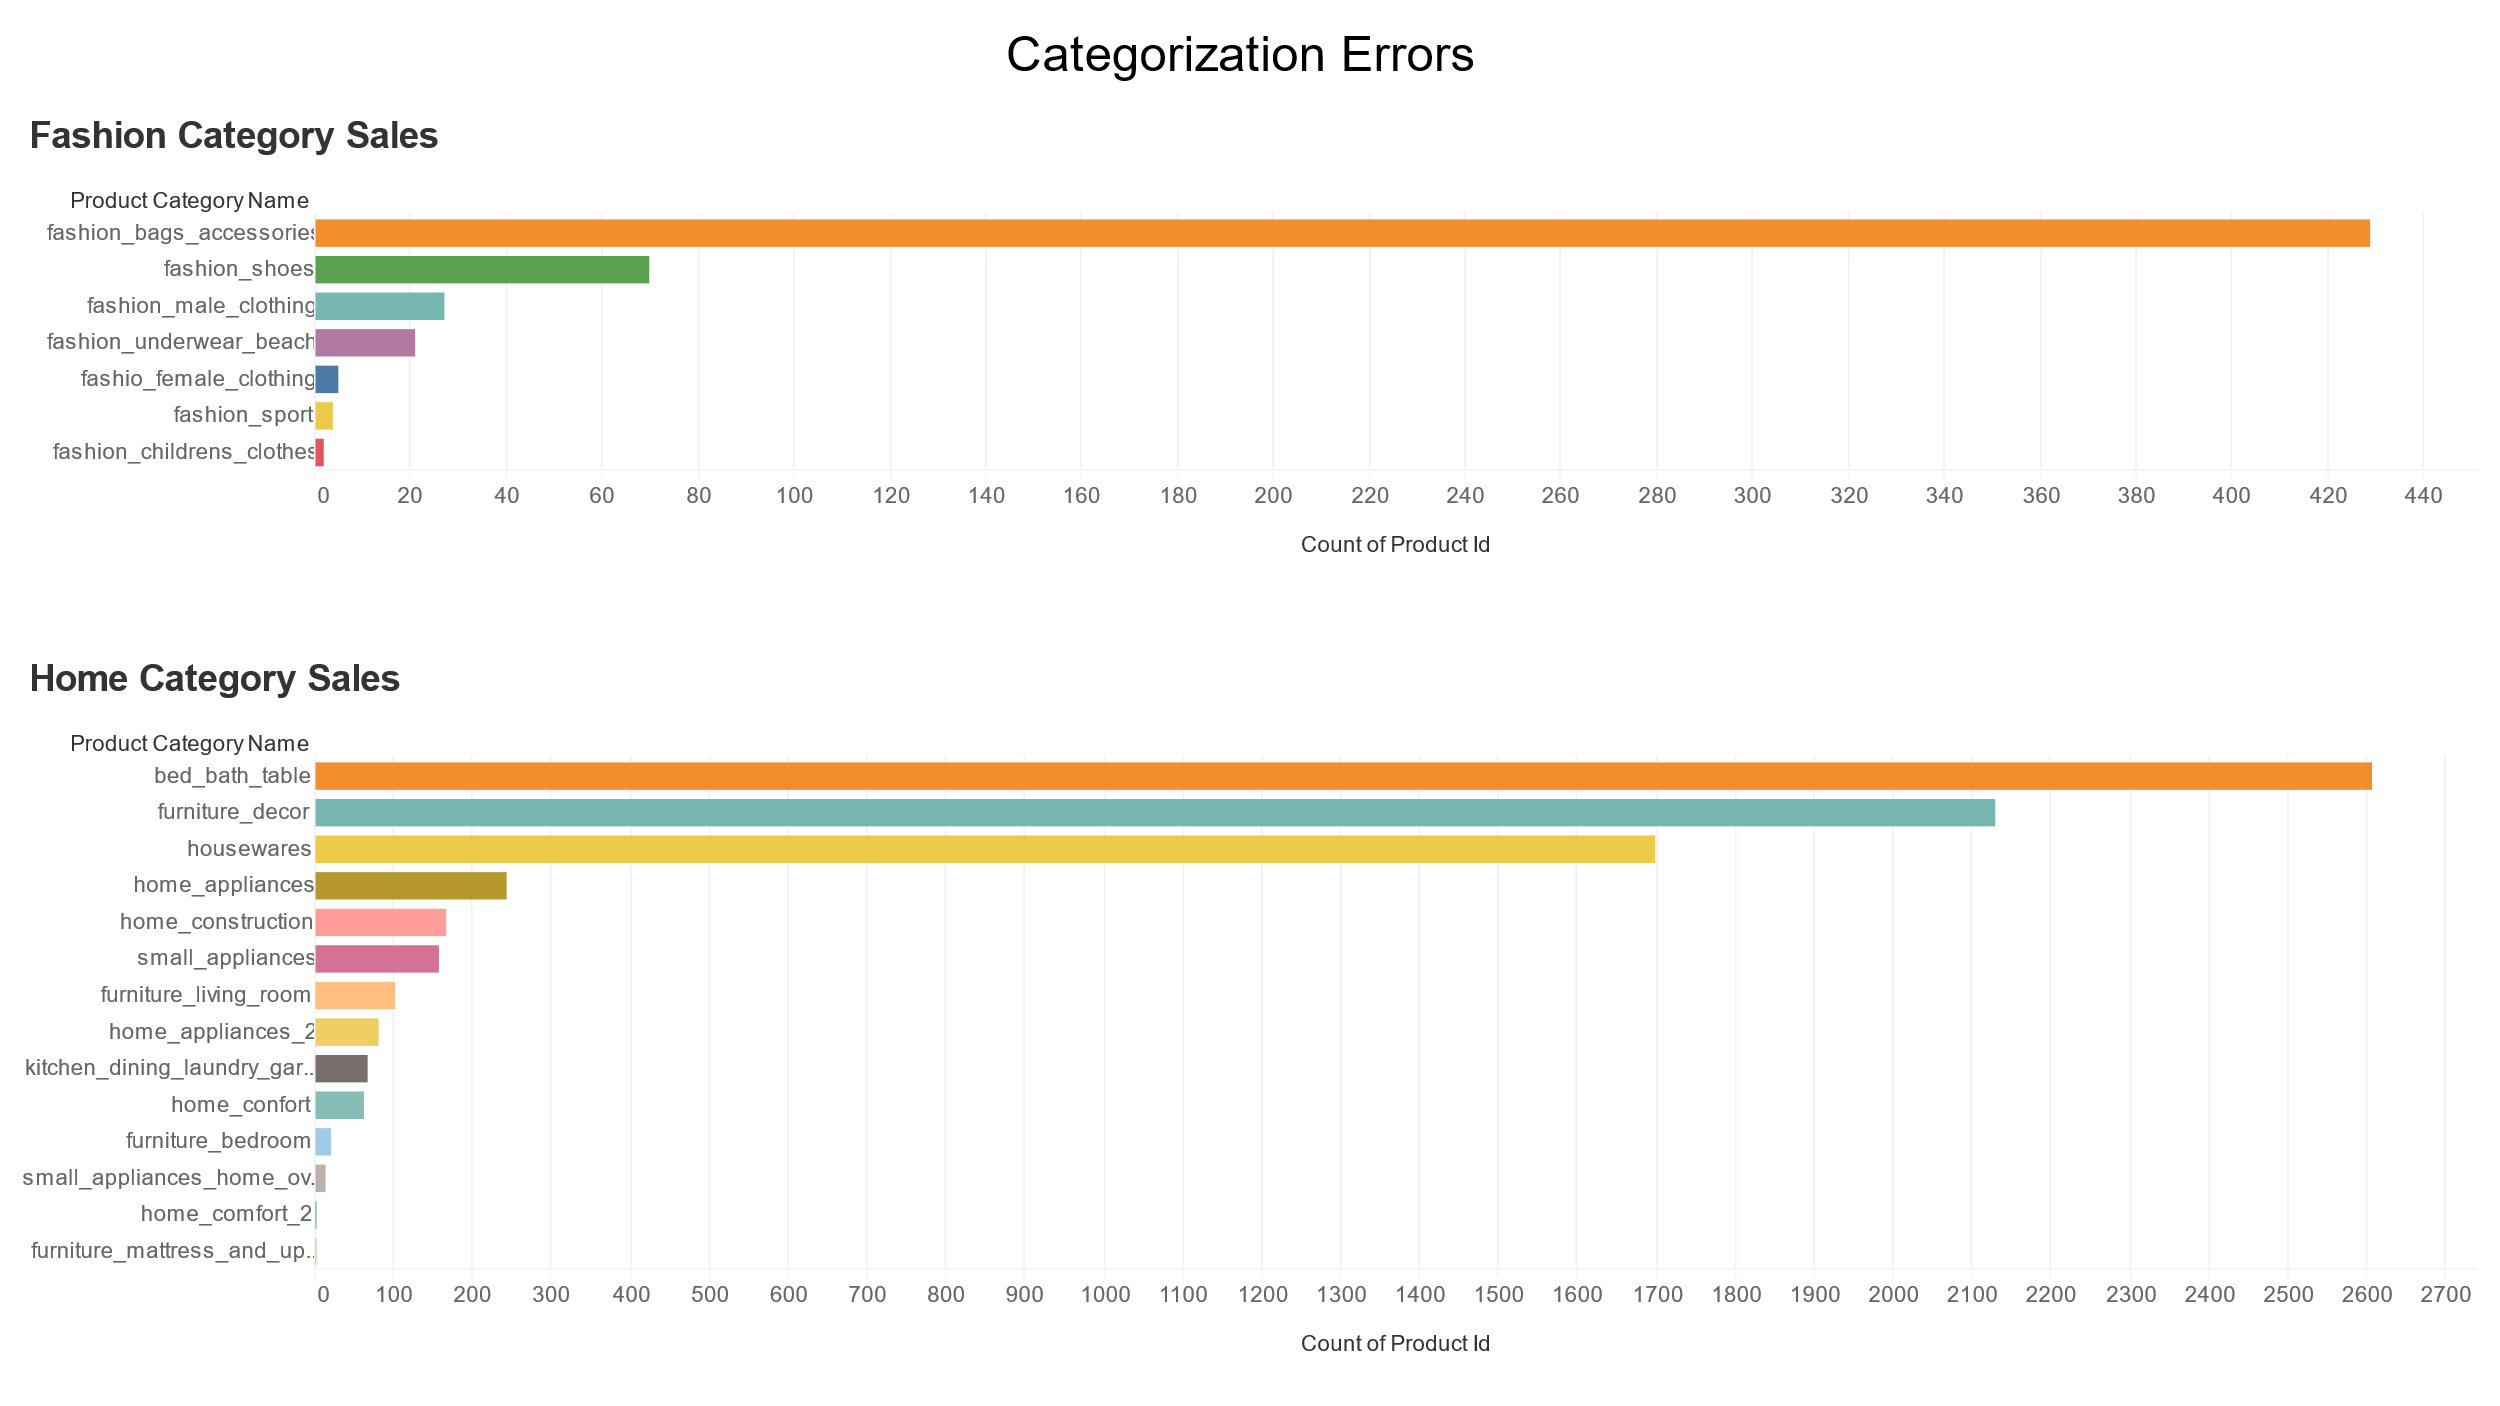 Categorization Errors
Fashion Category Sales
Product Category Name
fashion_bags_accessories
fashion_shoes
fashion_male_clothing
fashion_underwear_beach
fashio_female_clothing
fashion_sport
fashion_childrens_clothes
0 20 40 60 80 100 120 140 160 180 200 220 240 260 280 300 320 340 360 380 400 420 440
Count of Product Id
Home Category Sales
Product Category Name
bed_bath_table
furniture_decor
housewares
home_appliances
home_construction
small_appliances
furniture_living_room
home_appliances_2
kitchen_dining_laundry_gar..
home_confort
furniture_bedroom
small_appliances_home_ov.
home_comfort_2
furniture_mattress_and_up..
0 100 200 300 400 500 600 700 800 900 1000 1100 1200 1300 1400 1500 1600 1700 1800 1900 2000 2100 2200 2300 2400 2500 2600 2700
Count of Product Id